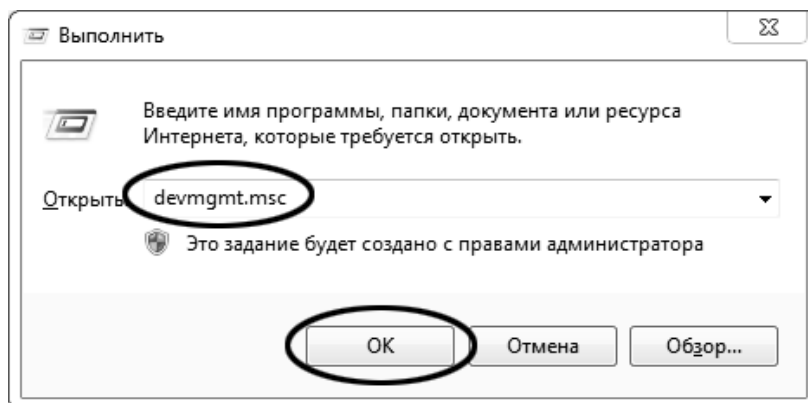 Выполнить
Введите имя программы, папки, документа или ресурса
Интернета, которые требуется открыть.
Открыть devmgmt.msc
Это задание будет создано с правами администратора
ОК Отмена Обзор...